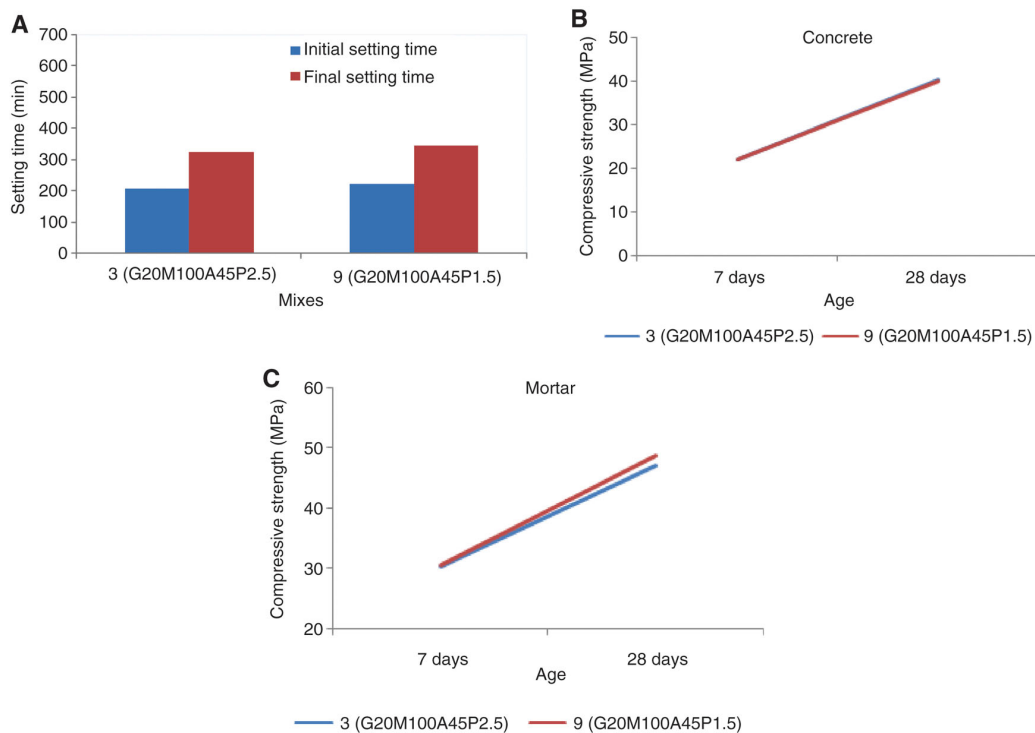 A
700
600
500
400
300
200
100
0
Setting time (min)
Initial setting time
Final setting time
3 (G20M100A45P2.5)
9 (G20M100A45P1.5)
Mixes
B
Concrete
50
40
30
20
10
0
Compressive strength (MPa)
7 days
28 days
Age
3 (G20M100A45P2.5)
9 (G20M100A45P1.5)
C
Mortar
60
50
40
30
20
Compressive strength (MPa)
7 days
28 days
Age
3 (G20M100A45P2.5)
9 (G20M100A45P1.5)